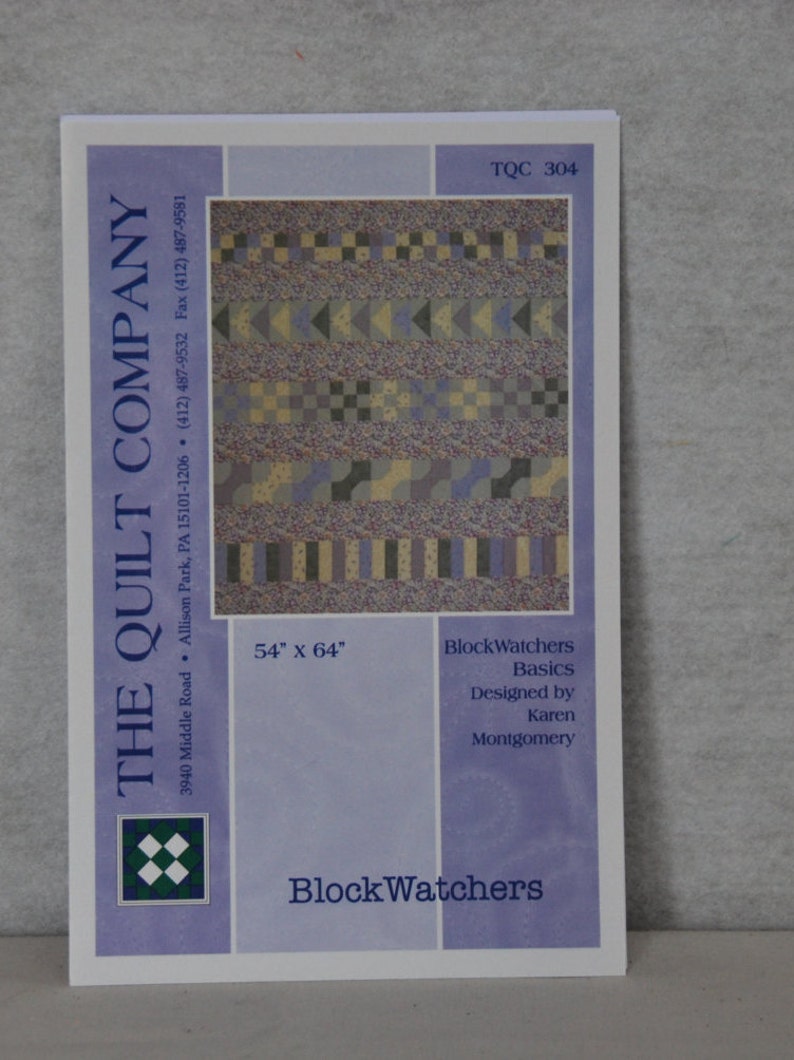 TQC 304
THE QUILT COMPANY
3940 Middle Road • Allison Park, PA 15101-1206 • (412) 487-9532 Fax (412) 487-9581
54" x 64"
BlockWatchers
Basics
Designed by
Karen
Montgomery
BlockWatchers